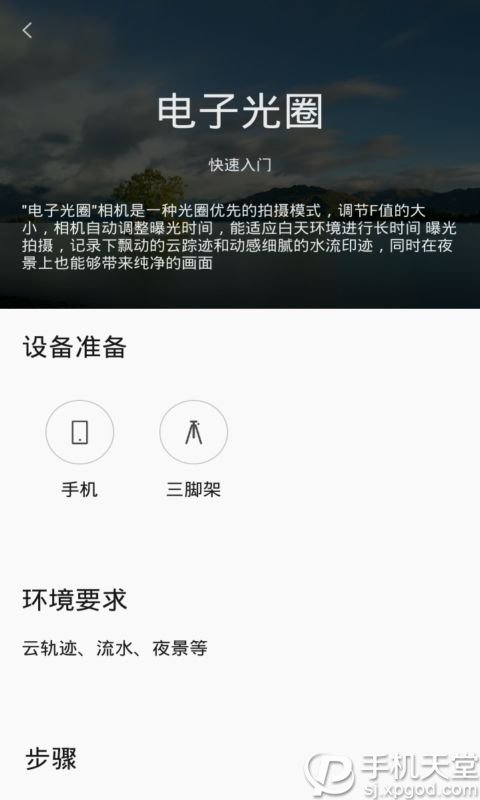 电子光圈
快速入门
"电子光圈"相机是一种光圈优先的拍摄模式，调节F值的大
小，相机自动调整曝光时间，能适应白天环境进行长时间 曝光
拍摄，记录下飘动的云踪迹和动感细腻的水流印迹，同时在夜
景上也能够带来纯净的画面
设备准备
手机
三脚架
环境要求
云轨迹、流水、夜景等
步骤
手机天堂
sj.xpgod.com